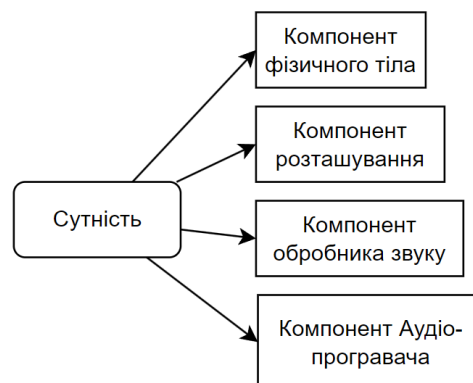 Компонент
фізичного тіла
Компонент
розташування
Сутність
Компонент
обробника звуку
Компонент Аудіо-
програвача